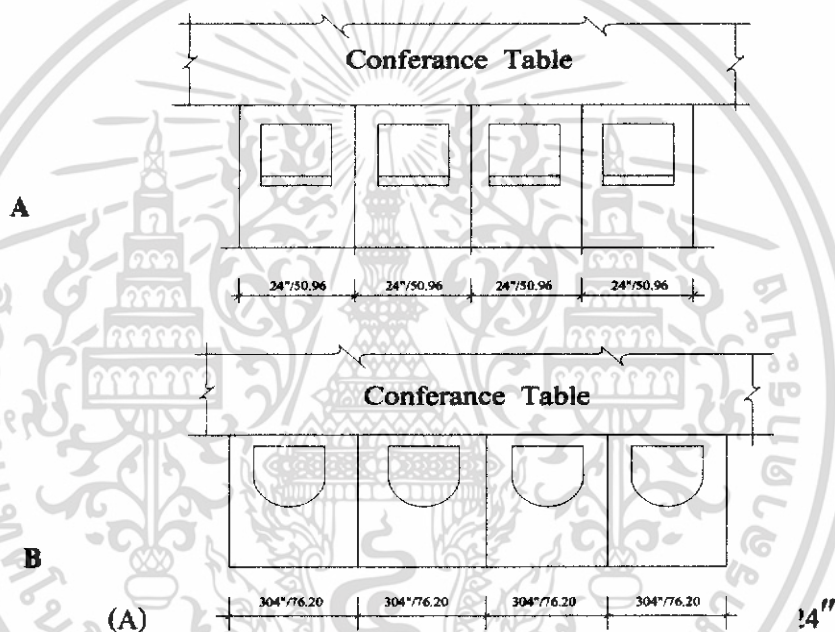 Conferance Table
A
24"/50.96 24"/50.96 24"/50.96 24"/50.96
Conferance Table
B
304"/76.20 304"/76.20 304"/76.20 304"/76.20
(A) 24"